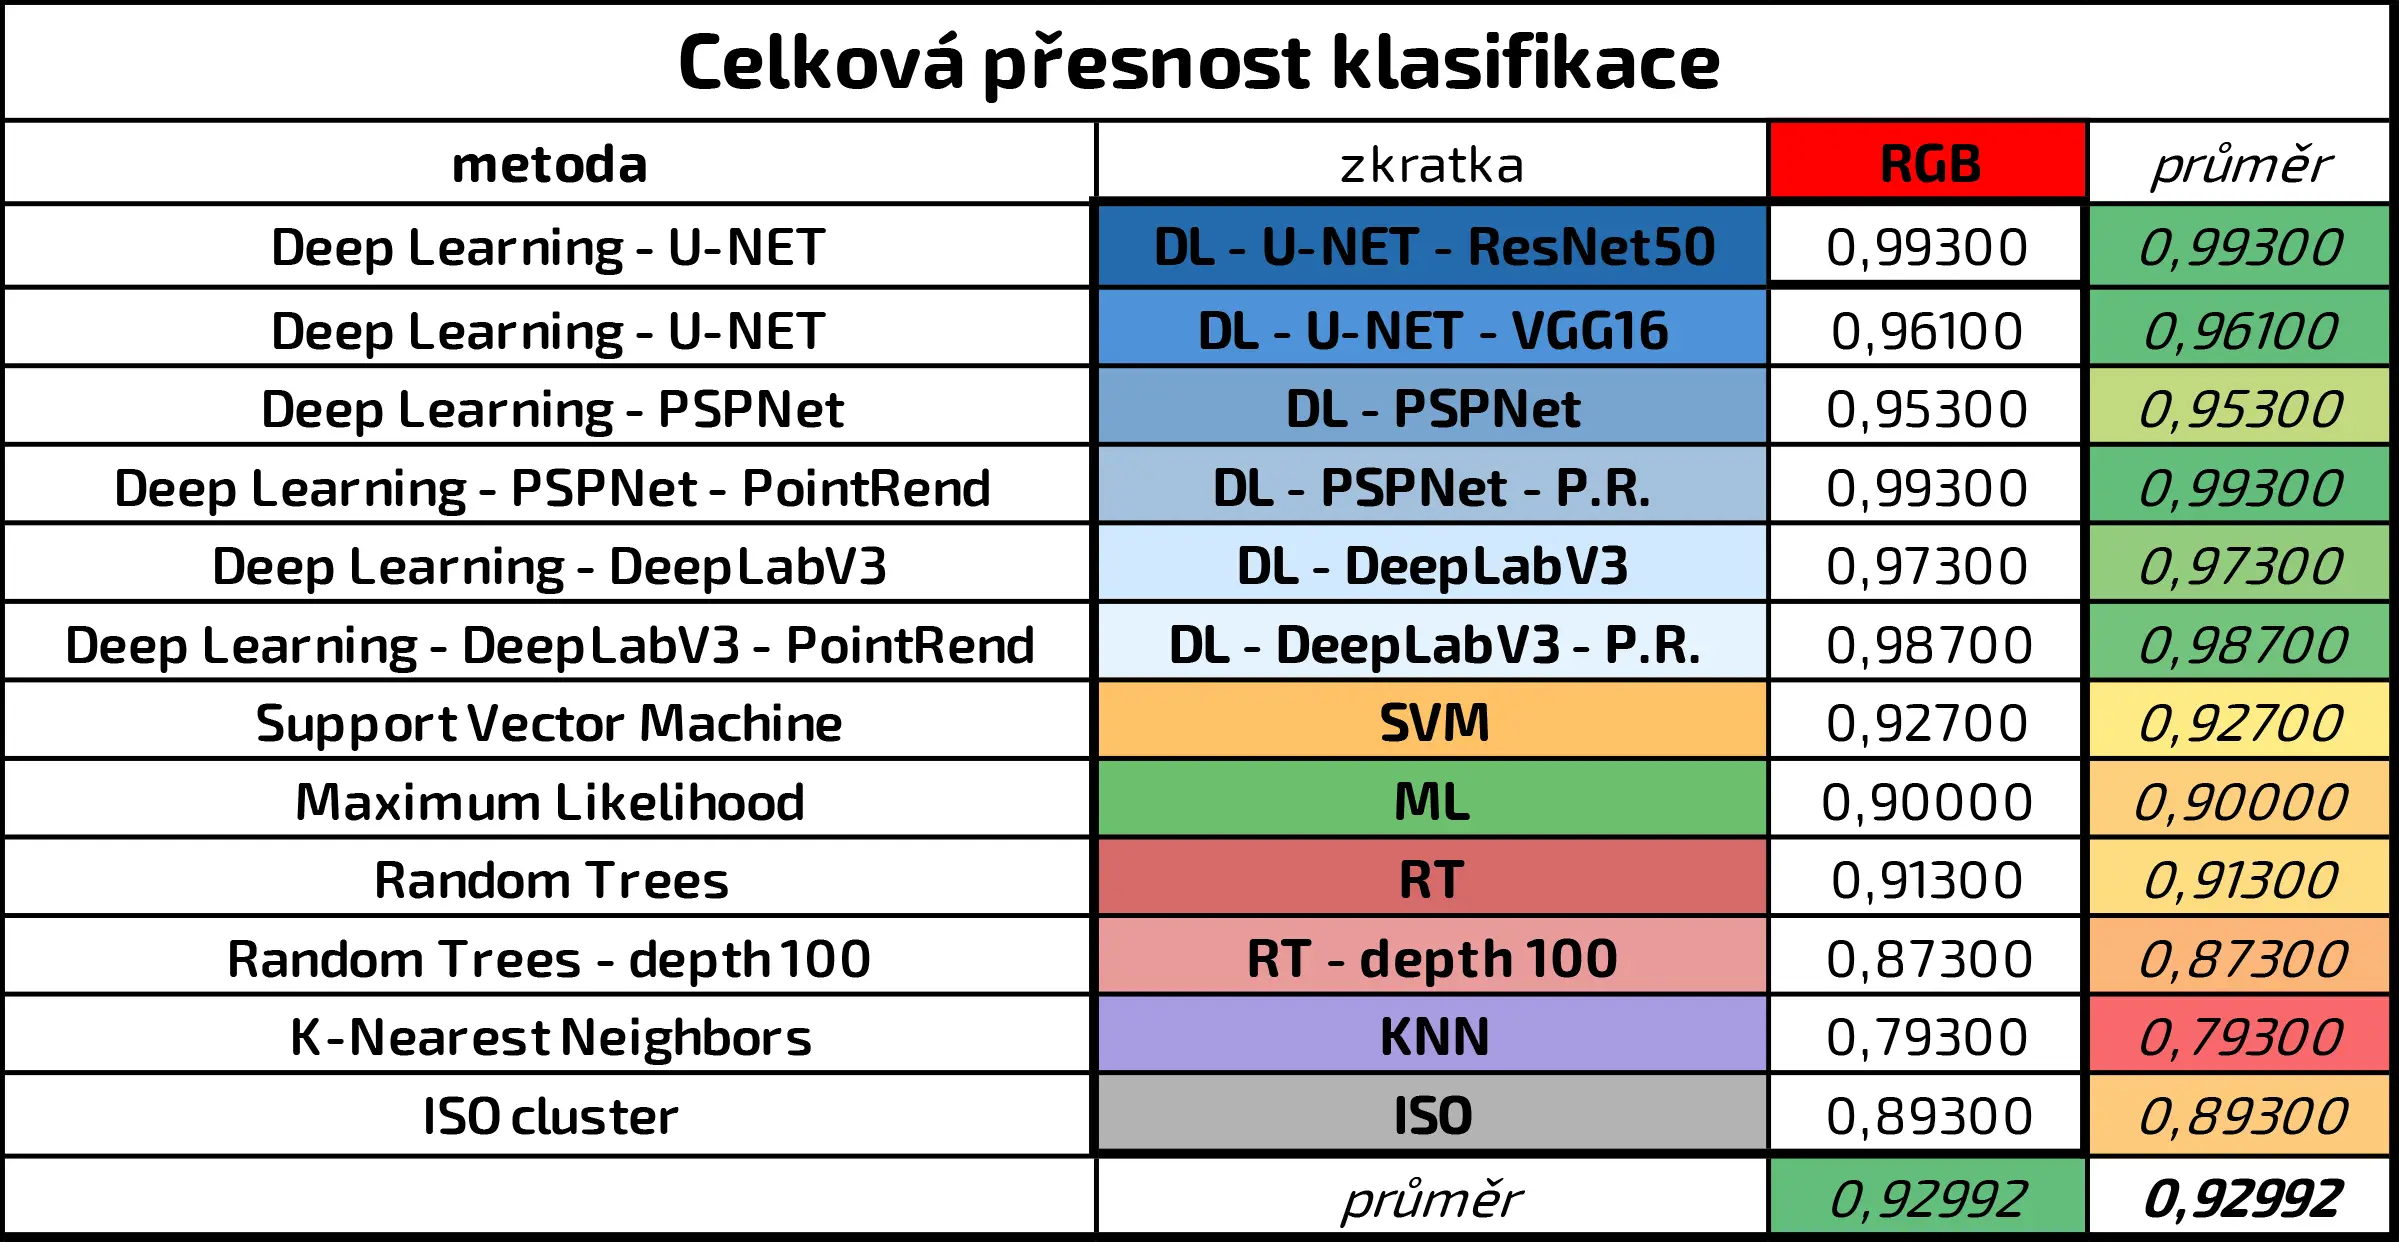 Celková přesnost klasifikace
metoda zkratka RGB průměr
Deep Learning - U-NET DL - U-NET - ResNet50 0,99300 0,99300
Deep Learning - U-NET DL - U-NET - VGG16 0,96100 0,96100
Deep Learning - PSPNet DL - PSPNet 0,95300 0,95300
Deep Learning - PSPNet - PointRend DL - PSPNet - P.R. 0,99300 0,99300
Deep Learning - DeepLabV3 DL - DeepLabV3 0,97300 0,97300
Deep Learning - DeepLabV3 - PointRend DL - DeepLabV3 - P.R. 0,98700 0,98700
Support Vector Machine SVM 0,92700 0,92700
Maximum Likelihood ML 0,90000 0,90000
Random Trees RT 0,91300 0,91300
Random Trees - depth 100 RT - depth 100 0,87300 0,87300
K-Nearest Neighbors KNN 0,79300 0,79300
ISO cluster ISO 0,89300 0,89300
průměr 0,92992 0,92992